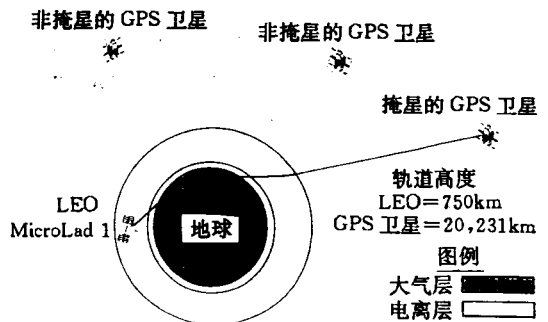 非掩星的 GPS 卫星
非掩星的 GPS 卫星
掩星的 GPS 卫星
LEO
MicroLad 1
地球
轨道高度
LEO=750km
GPS 卫星=20,231km
图例
大气层
电离层